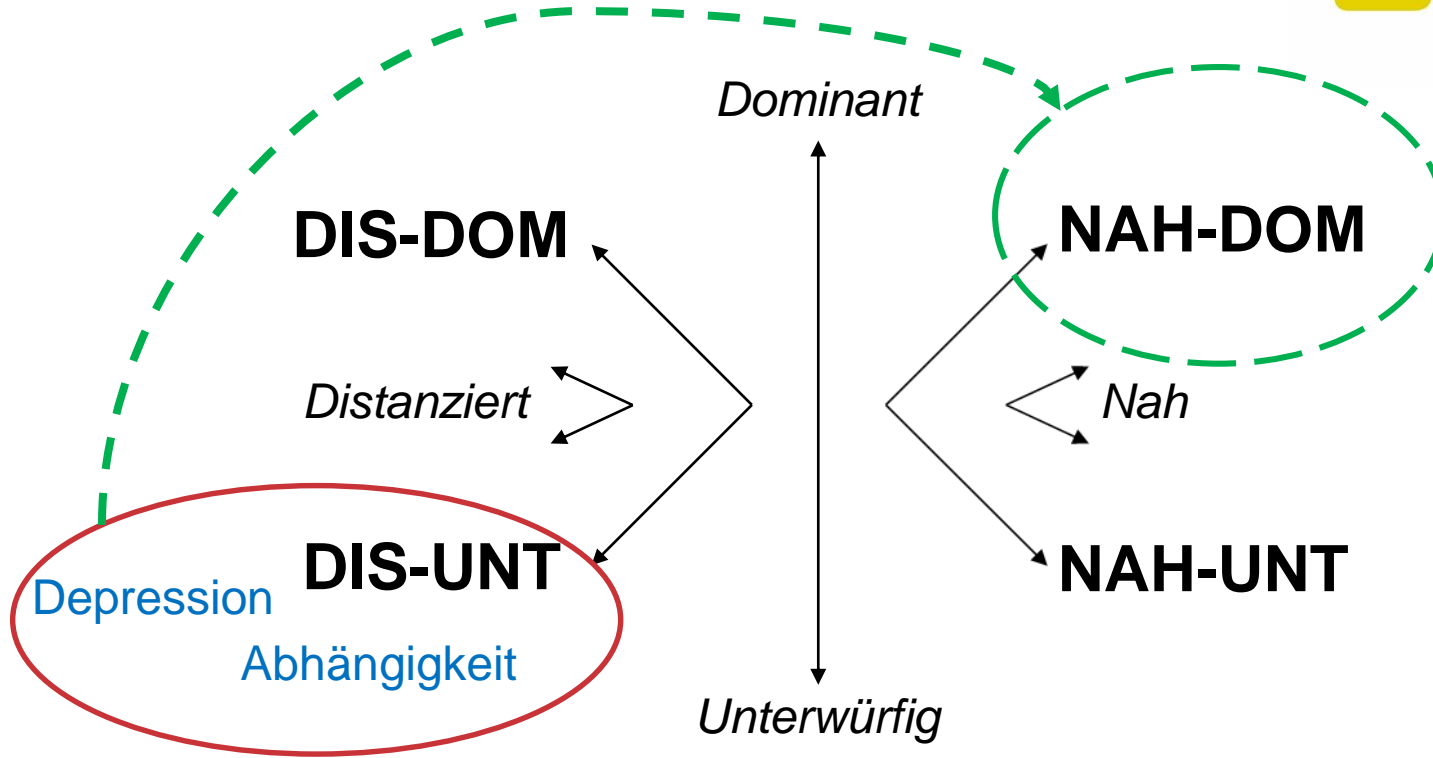 Dominant
DIS-DOM
NAH-DOM
Distanziert
Nah
DIS-UNT
NAH-UNT
Depression
Abhängigkeit
Unterwürfig